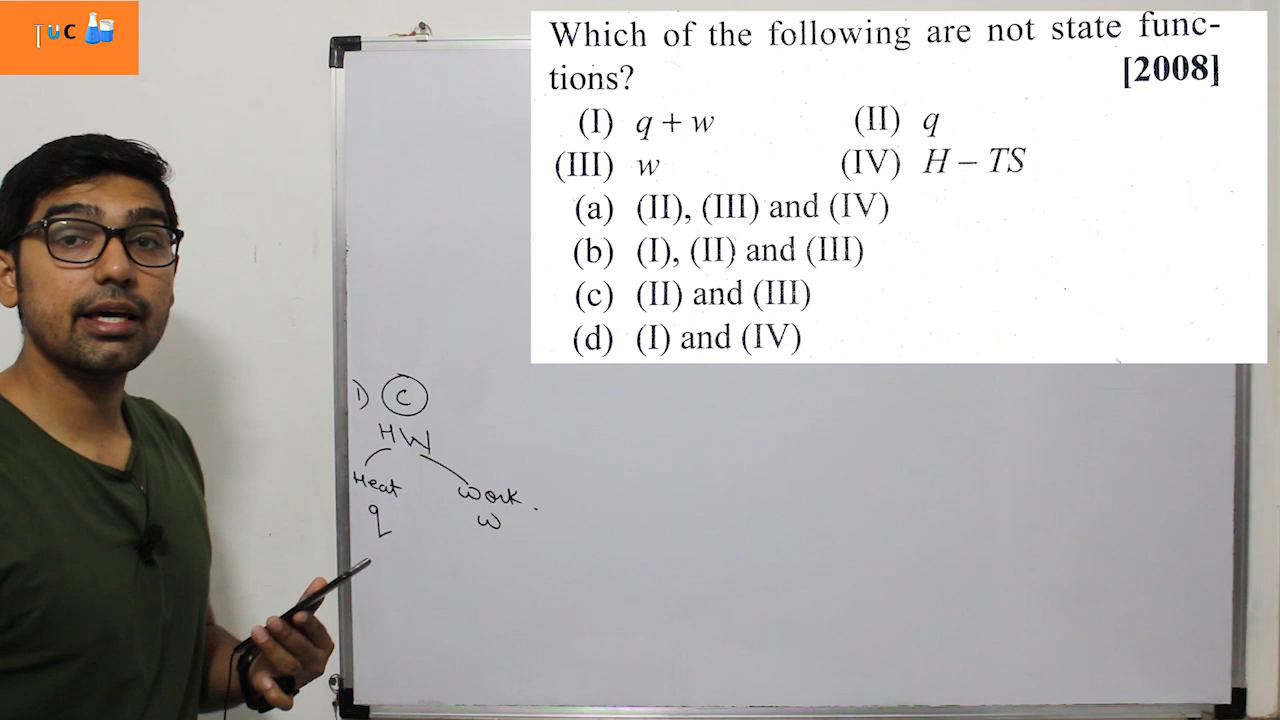 TUC
Which of the following are not state func-
tions? [2008]
(I) q + w (II) q
(III) w (IV) H – TS
(a) (II), (III) and (IV)
(b) (I), (II) and (III)
(c) (II) and (III)
(d) (I) and (IV)
1) C
HW
Heat Work.
q w